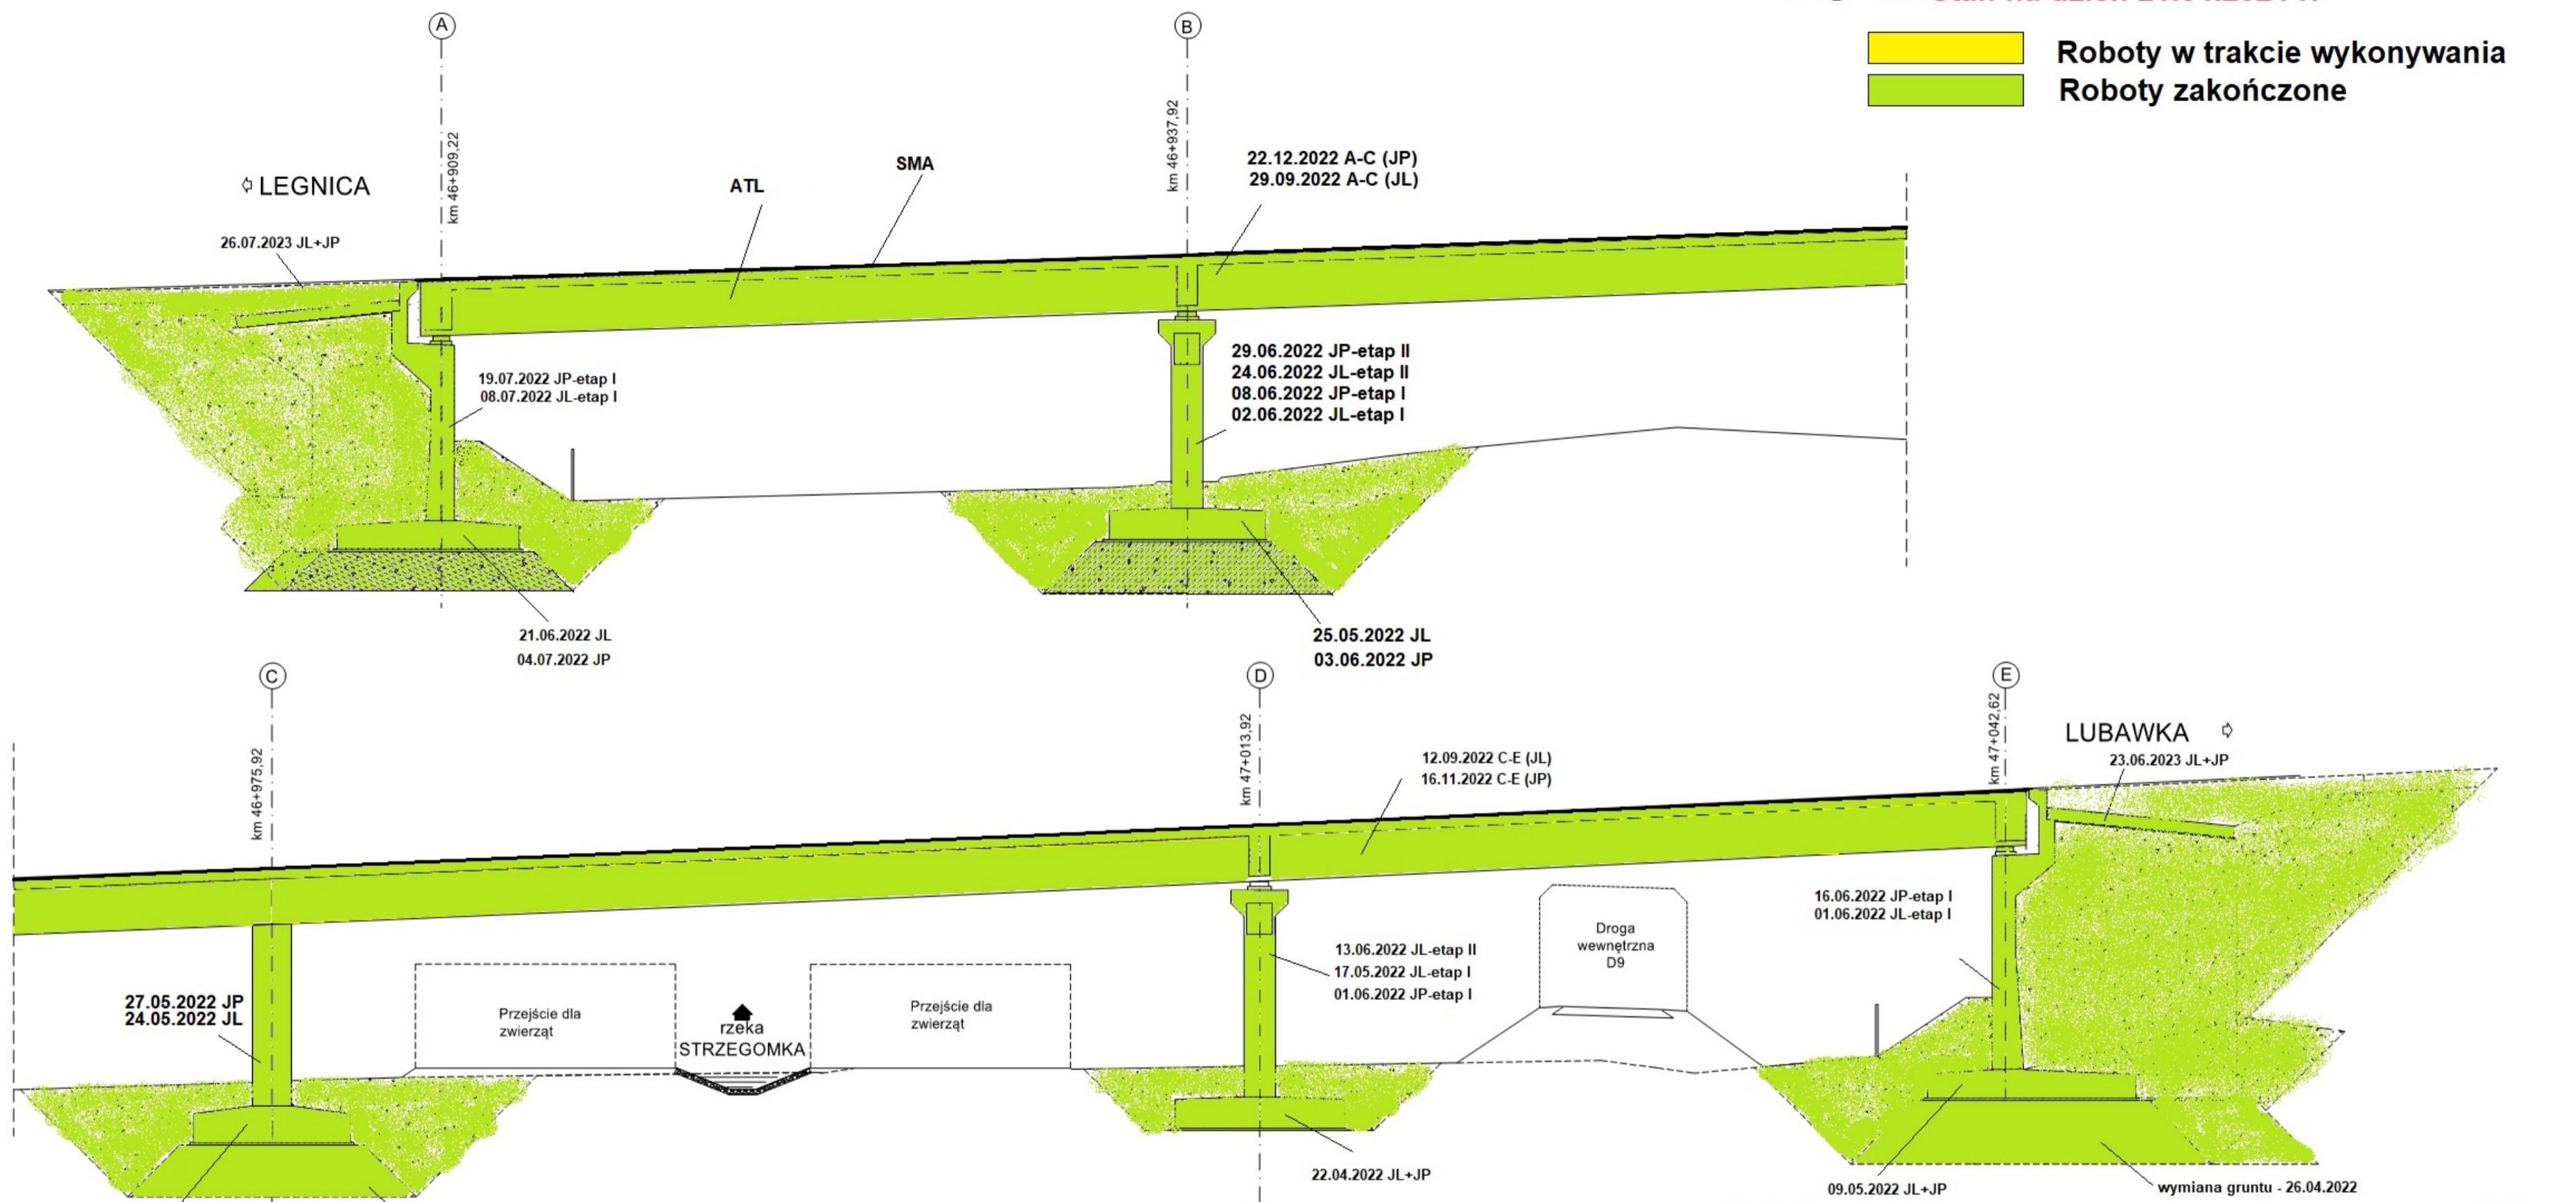 Roboty w trakcie wykonywania
Roboty zakończone
A
B
km 46+909,22
km 46+937,92
LEGNICA
ATL
SMA
22.12.2022 A-C (JP)
29.09.2022 A-C (JL)
26.07.2023 JL+JP
19.07.2022 JP-etap I
08.07.2022 JL-etap I
29.06.2022 JP-etap II
24.06.2022 JL-etap II
08.06.2022 JP-etap I
02.06.2022 JL-etap I
21.06.2022 JL
04.07.2022 JP
25.05.2022 JL
03.06.2022 JP
C
D
E
km 46+975,92
km 47+013,92
km 47+042,62
LUBAWKA
23.06.2023 JL+JP
12.09.2022 C-E (JL)
16.11.2022 C-E (JP)
16.06.2022 JP-etap I
01.06.2022 JL-etap I
Droga
wewnętrzna
D9
13.06.2022 JL-etap II
17.05.2022 JL-etap I
01.06.2022 JP-etap I
27.05.2022 JP
24.05.2022 JL
Przejście dla
zwierząt
rzeka
STRZEGOMKA
Przejście dla
zwierząt
22.04.2022 JL+JP
09.05.2022 JL+JP
wymiana gruntu - 26.04.2022